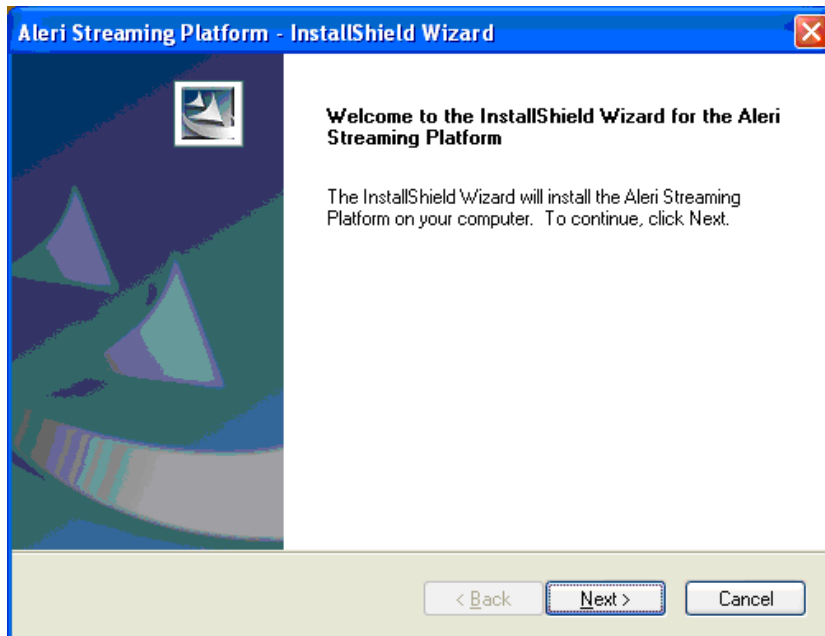 Aleri Streaming Platform - InstallShield Wizard
Welcome to the InstallShield Wizard for the Aleri
Streaming Platform
The InstallShield Wizard will install the Aleri Streaming
Platform on your computer. To continue, click Next.
< Back
Next >
Cancel